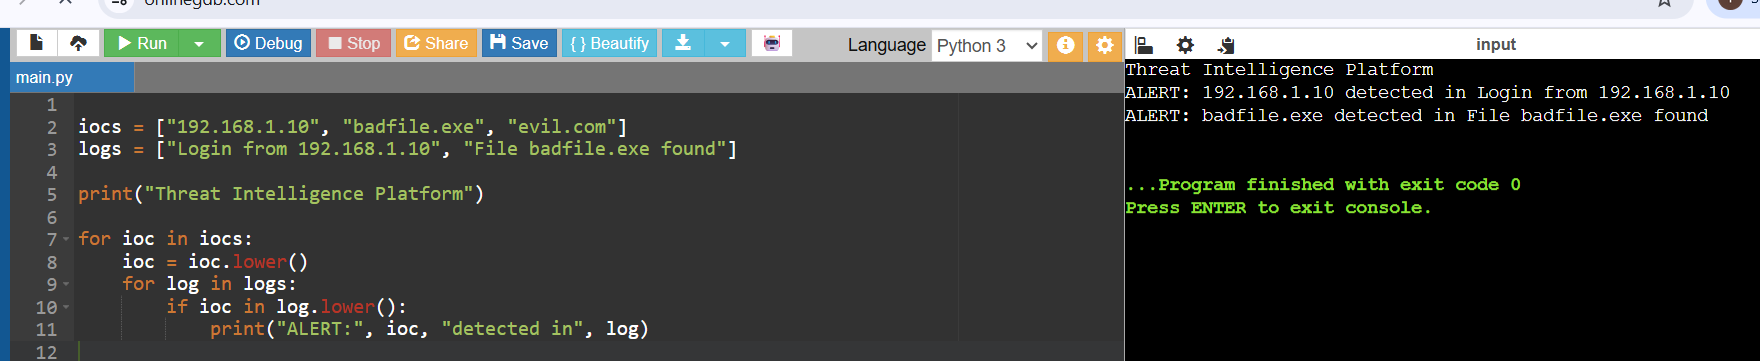 onlinegdb.com
Run Debug Stop Share Save { } Beautify Language Python 3
input
main.py
1
2 iocs = ["192.168.1.10", "badfile.exe", "evil.com"]
3 logs = ["Login from 192.168.1.10", "File badfile.exe found"]
4
5 print("Threat Intelligence Platform")
6
7 for ioc in iocs:
8     ioc = ioc.lower()
9     for log in logs:
10         if ioc in log.lower():
11             print("ALERT:", ioc, "detected in", log)
12
Threat Intelligence Platform
ALERT: 192.168.1.10 detected in Login from 192.168.1.10
ALERT: badfile.exe detected in File badfile.exe found
...Program finished with exit code 0
Press ENTER to exit console.